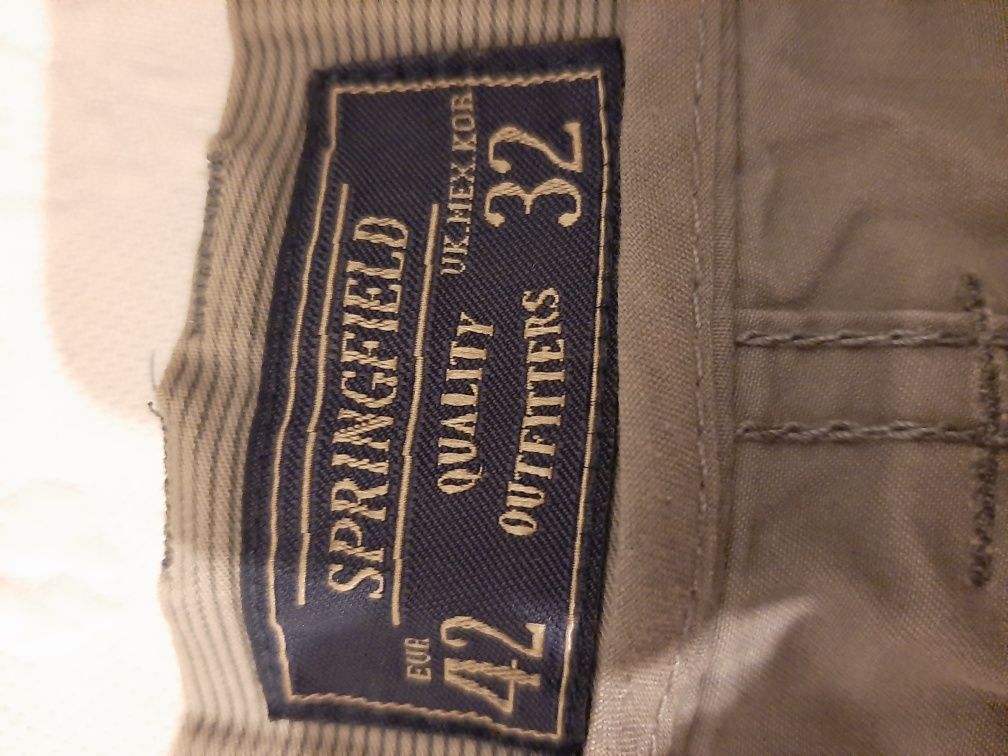 SPRINGFIELD
EUR QUALITY UK.MEX.KOR
42 OUTFITTERS 32